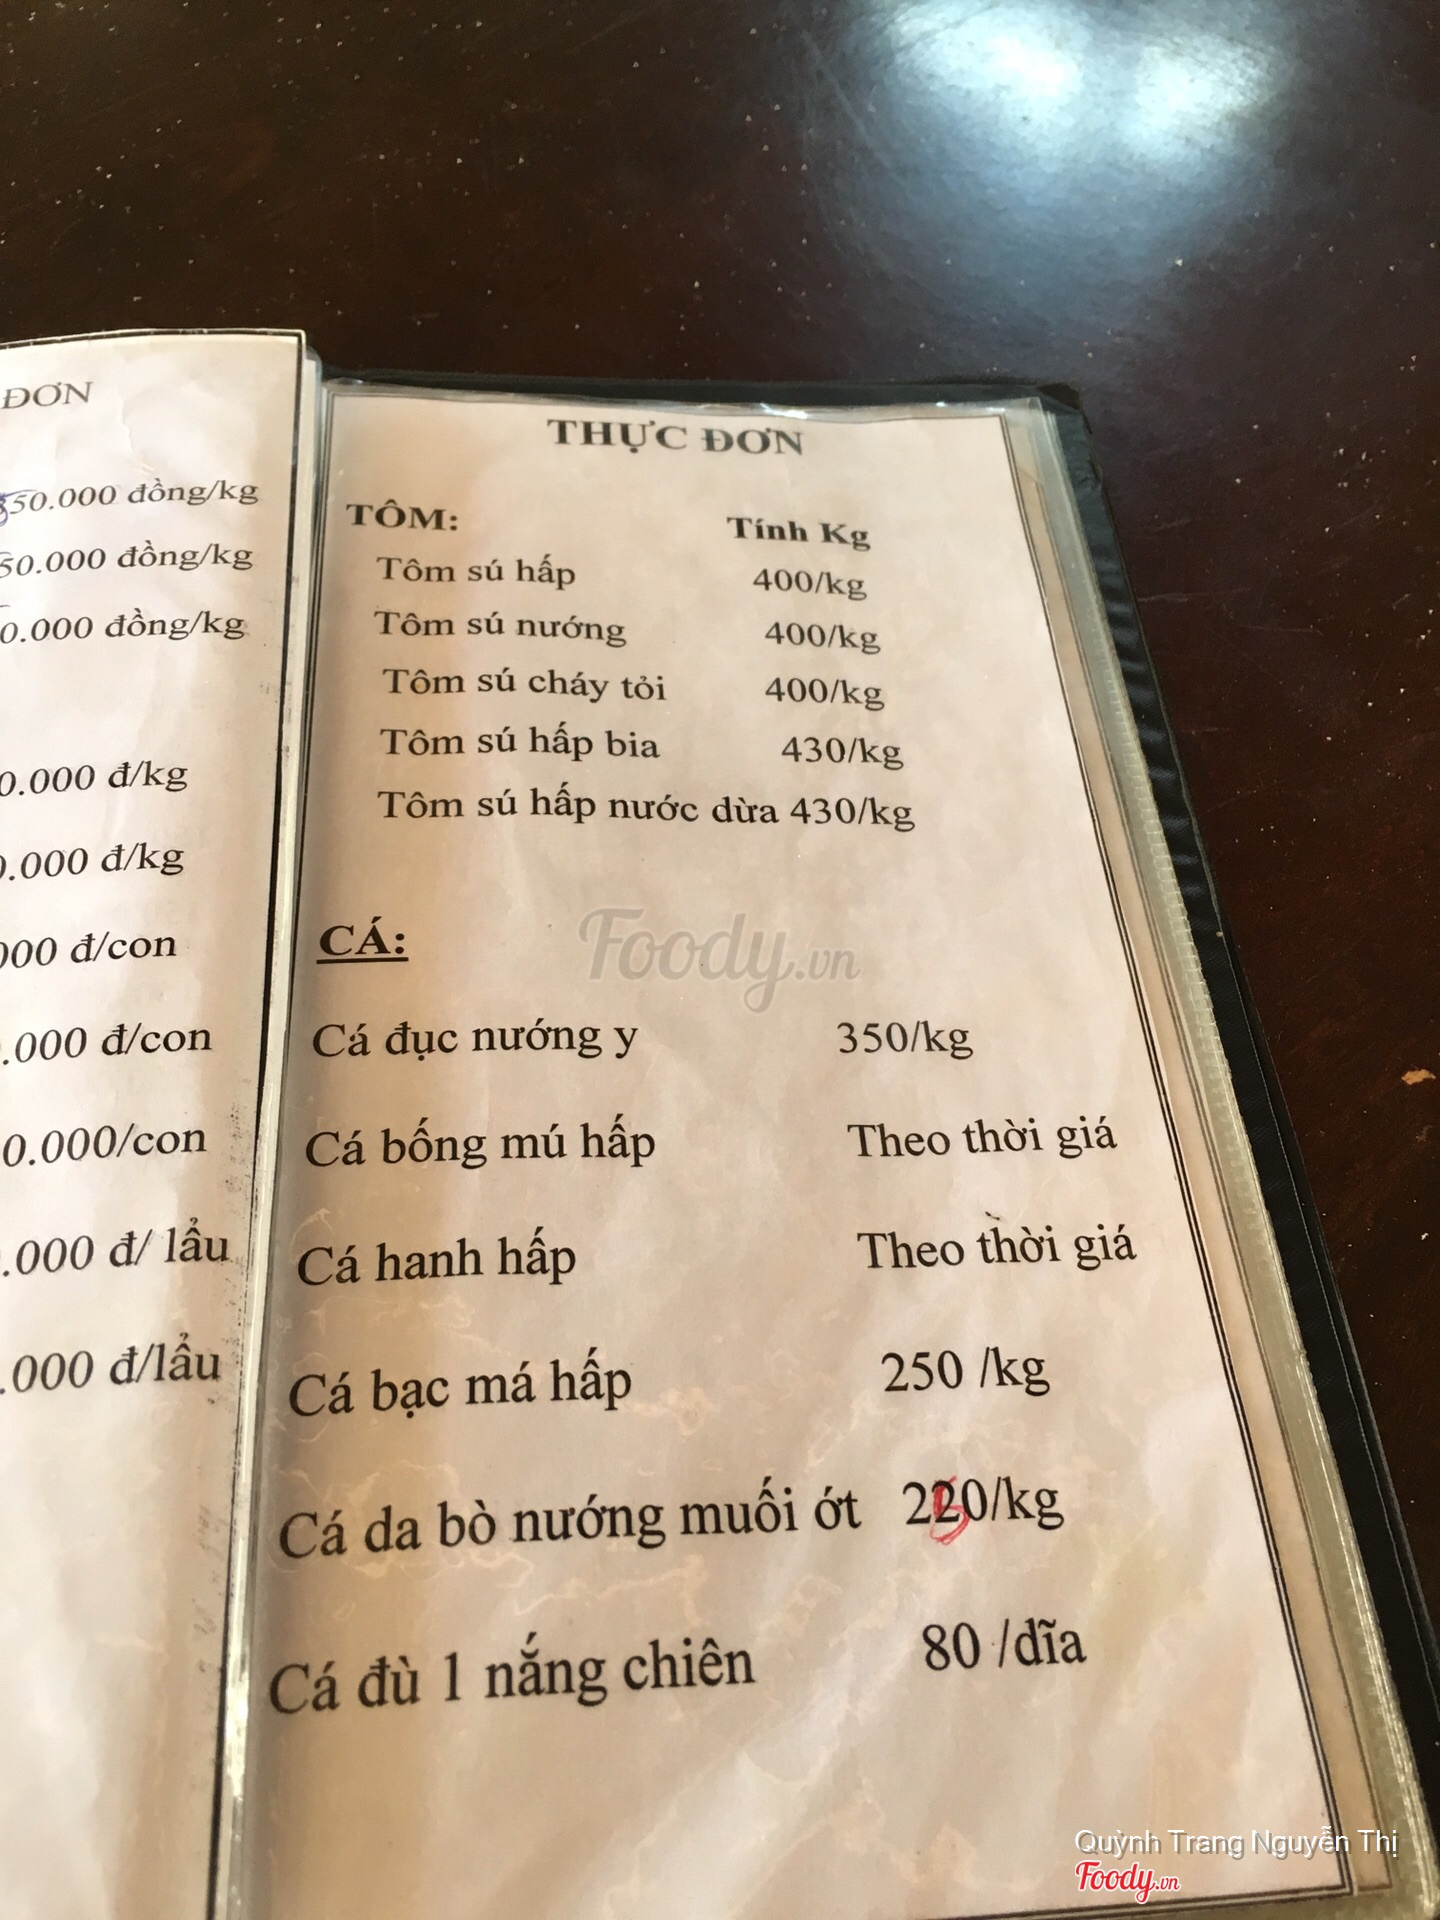 ĐƠN
50.000 đồng/kg
50.000 đồng/kg
0.000 đồng/kg
0.000 đ/kg
0.000 đ/kg
000 đ/con
.000 đ/con
0.000/con
.000 đ/ lẩu
.000 đ/lẩu
THỰC ĐƠN
TÔM: Tính Kg
Tôm sú hấp 400/kg
Tôm sú nướng 400/kg
Tôm sú cháy tỏi 400/kg
Tôm sú hấp bia 430/kg
Tôm sú hấp nước dừa 430/kg
Foody.vn
CÁ:
Cá đục nướng y 350/kg
Cá bống mú hấp Theo thời giá
Cá hanh hấp Theo thời giá
Cá bạc má hấp 250 /kg
Cá da bò nướng muối ớt 250/kg
Cá đù 1 nắng chiên 80 /dĩa
Quỳnh Trang Nguyễn Thị
Foody.vn